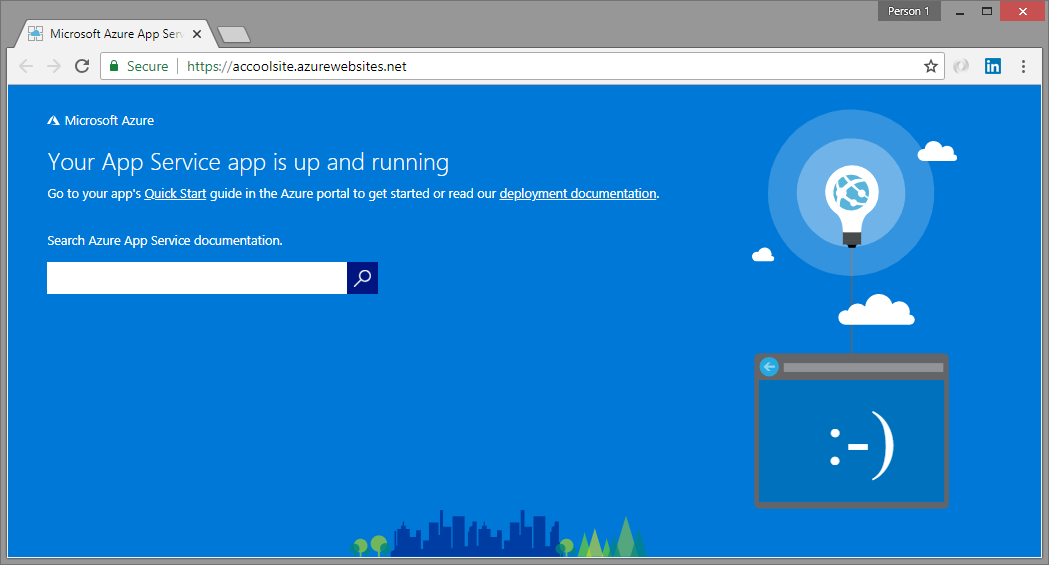 Person 1
Microsoft Azure App Ser
Secure
https://accoolsite.azurewebsites.net
in
Microsoft Azure
Your App Service app is up and running
Go to your app's Quick Start guide in the Azure portal to get started or read our deployment documentation.
Search Azure App Service documentation.
:-)